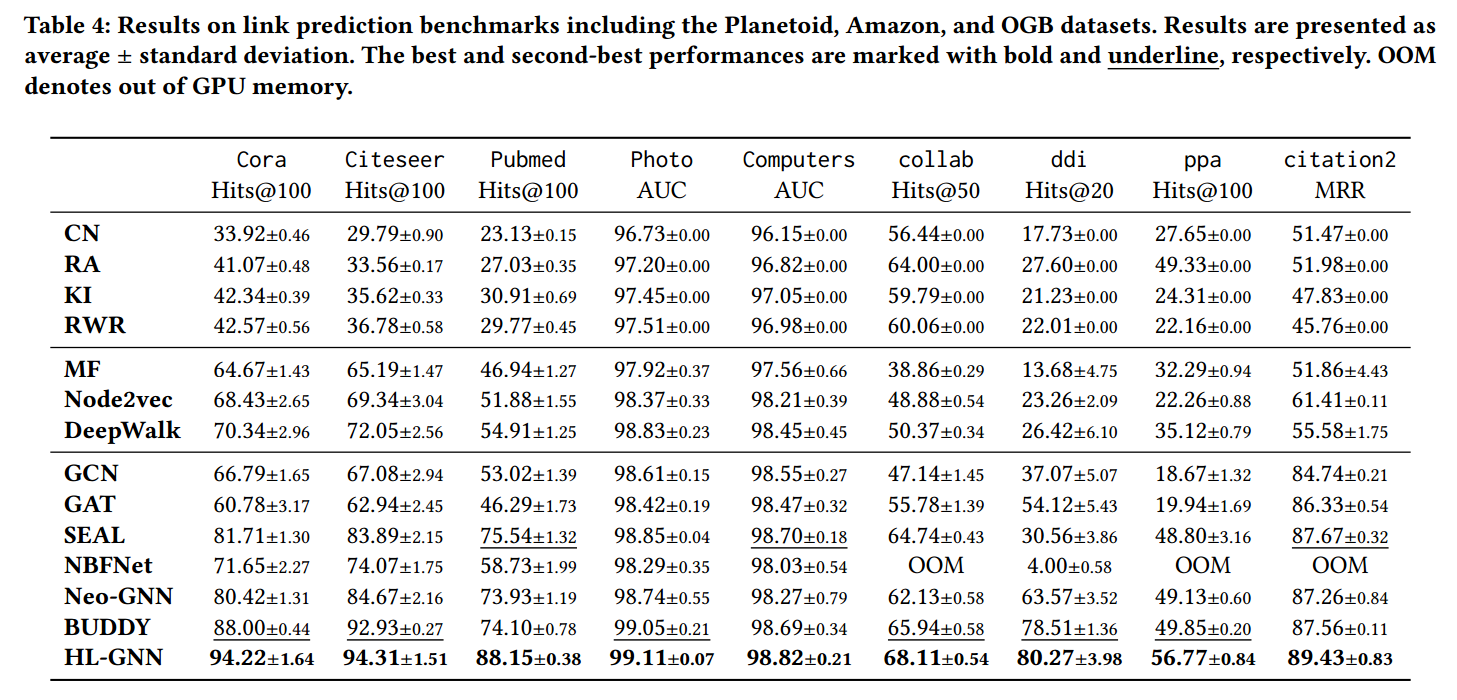 Table 4: Results on link prediction benchmarks including the Planetoid, Amazon, and OGB datasets. Results are presented as
average ± standard deviation. The best and second-best performances are marked with bold and underline, respectively. OOM
denotes out of GPU memory.
Cora Citeseer Pubmed Photo Computers collab ddi ppa citation2
Hits@100 Hits@100 Hits@100 AUC AUC Hits@50 Hits@20 Hits@100 MRR
CN 33.92±0.46 29.79±0.90 23.13±0.15 96.73±0.00 96.15±0.00 56.44±0.00 17.73±0.00 27.65±0.00 51.47±0.00
RA 41.07±0.48 33.56±0.17 27.03±0.35 97.20±0.00 96.82±0.00 64.00±0.00 27.60±0.00 49.33±0.00 51.98±0.00
KI 42.34±0.39 35.62±0.33 30.91±0.69 97.45±0.00 97.05±0.00 59.79±0.00 21.23±0.00 24.31±0.00 47.83±0.00
RWR 42.57±0.56 36.78±0.58 29.77±0.45 97.51±0.00 96.98±0.00 60.06±0.00 22.01±0.00 22.16±0.00 45.76±0.00
MF 64.67±1.43 65.19±1.47 46.94±1.27 97.92±0.37 97.56±0.66 38.86±0.29 13.68±4.75 32.29±0.94 51.86±4.43
Node2vec 68.43±2.65 69.34±3.04 51.88±1.55 98.37±0.33 98.21±0.39 48.88±0.54 23.26±2.09 22.26±0.88 61.41±0.11
DeepWalk 70.34±2.96 72.05±2.56 54.91±1.25 98.83±0.23 98.45±0.45 50.37±0.34 26.42±6.10 35.12±0.79 55.58±1.75
GCN 66.79±1.65 67.08±2.94 53.02±1.39 98.61±0.15 98.55±0.27 47.14±1.45 37.07±5.07 18.67±1.32 84.74±0.21
GAT 60.78±3.17 62.94±2.45 46.29±1.73 98.42±0.19 98.47±0.32 55.78±1.39 54.12±5.43 19.94±1.69 86.33±0.54
SEAL 81.71±1.30 83.89±2.15 75.54±1.32 98.85±0.04 98.70±0.18 64.74±0.43 30.56±3.86 48.80±3.16 87.67±0.32
NBFNet 71.65±2.27 74.07±1.75 58.73±1.99 98.29±0.35 98.03±0.54 OOM 4.00±0.58 OOM OOM
Neo-GNN 80.42±1.31 84.67±2.16 73.93±1.19 98.74±0.55 98.27±0.79 62.13±0.58 63.57±3.52 49.13±0.60 87.26±0.84
BUDDY 88.00±0.44 92.93±0.27 74.10±0.78 99.05±0.21 98.69±0.34 65.94±0.58 78.51±1.36 49.85±0.20 87.56±0.11
HL-GNN 94.22±1.64 94.31±1.51 88.15±0.38 99.11±0.07 98.82±0.21 68.11±0.54 80.27±3.98 56.77±0.84 89.43±0.83